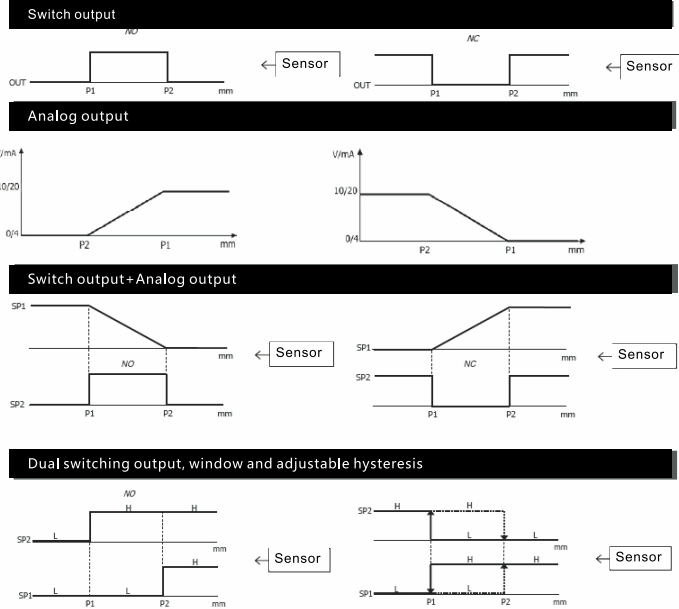 Switch output
NO
NC
Sensor
Sensor
OUT
P1
P2
mm
OUT
P1
P2
mm
Analog output
V/mA
10/20
0/4
P2
P1
mm
V/mA
10/20
0/4
P2
P1
mm
Switch output+Analog output
SP1
mm
NO
SP2
P1
P2
mm
Sensor
SP1
mm
NC
SP2
P1
P2
mm
Sensor
Dual switching output, window and adjustable hysteresis
NO
L
H
H
SP2
mm
H
SP1
L
L
P1
P2
mm
Sensor
SP2
H
H
L
L
mm
H
H
SP1
L
L
P1
P2
mm
Sensor